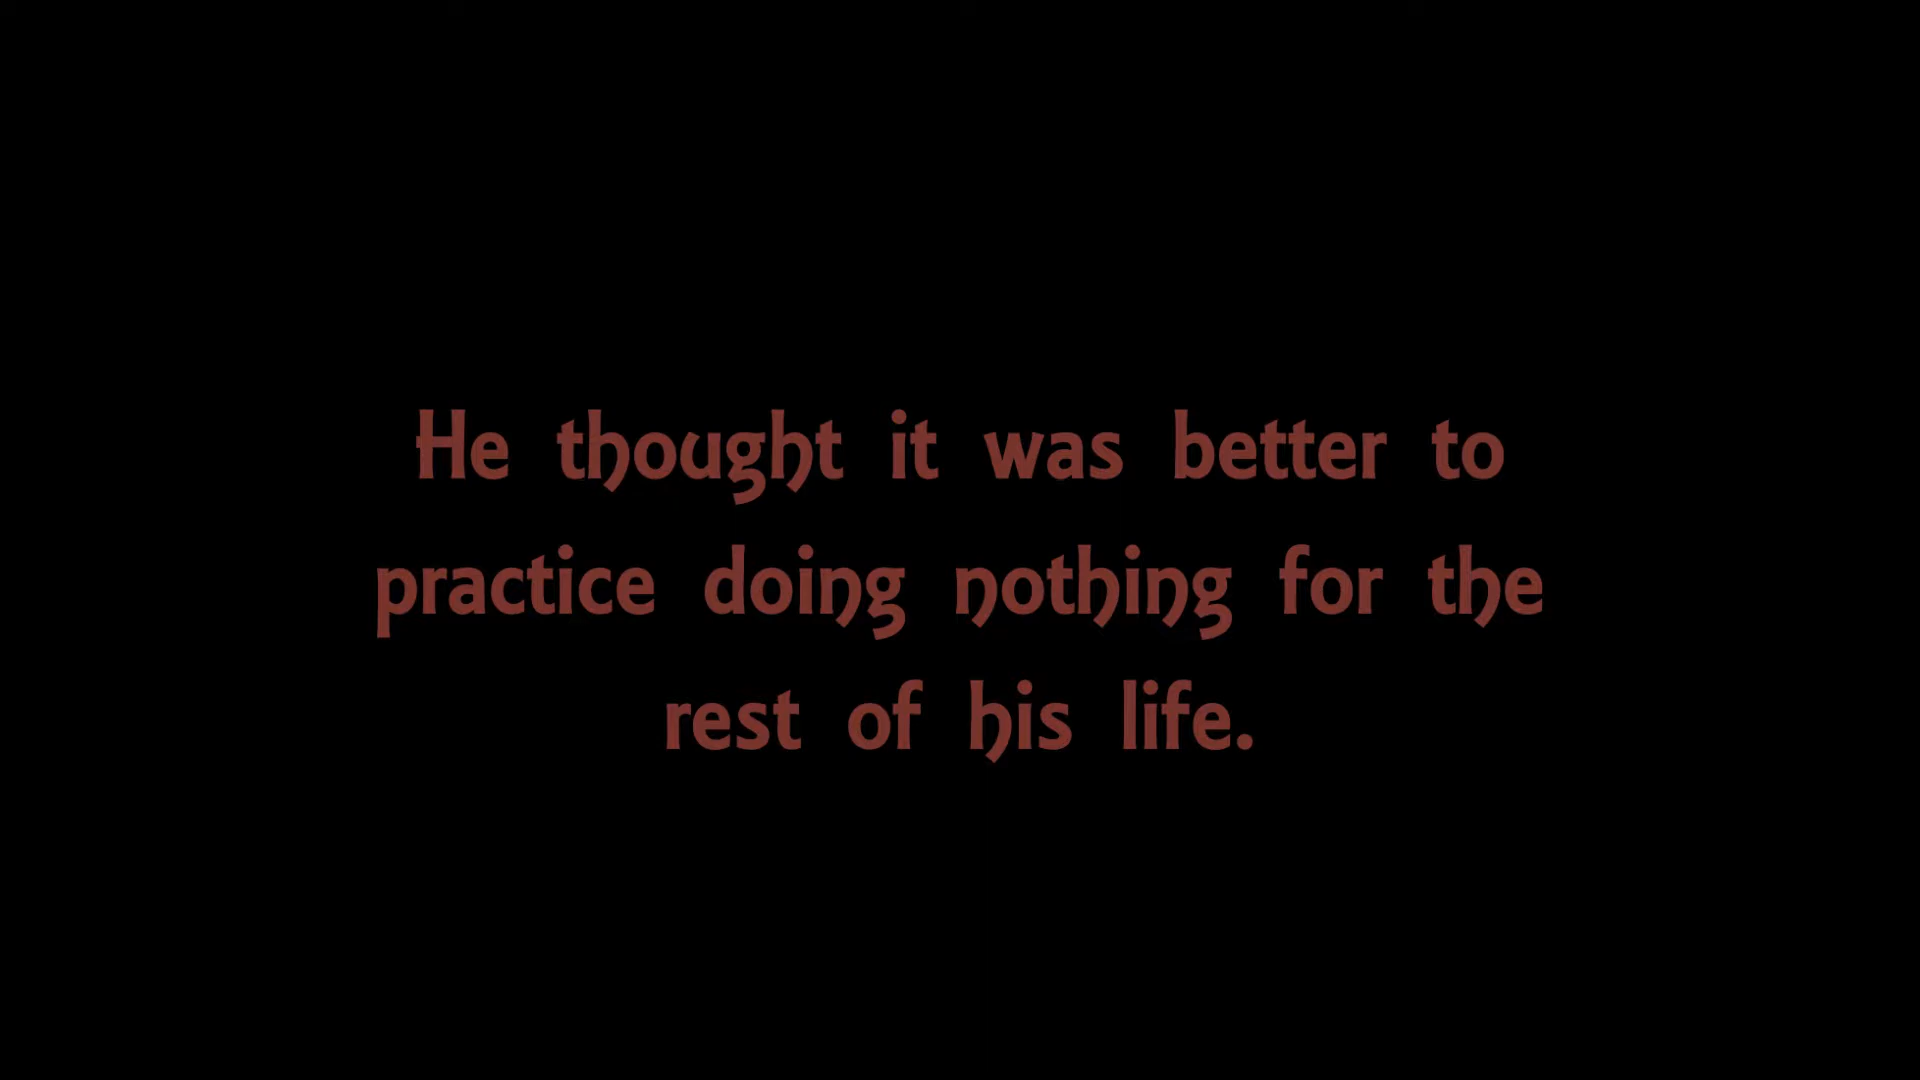 He thought it was better to
practice doing nothing for the
rest of his life.